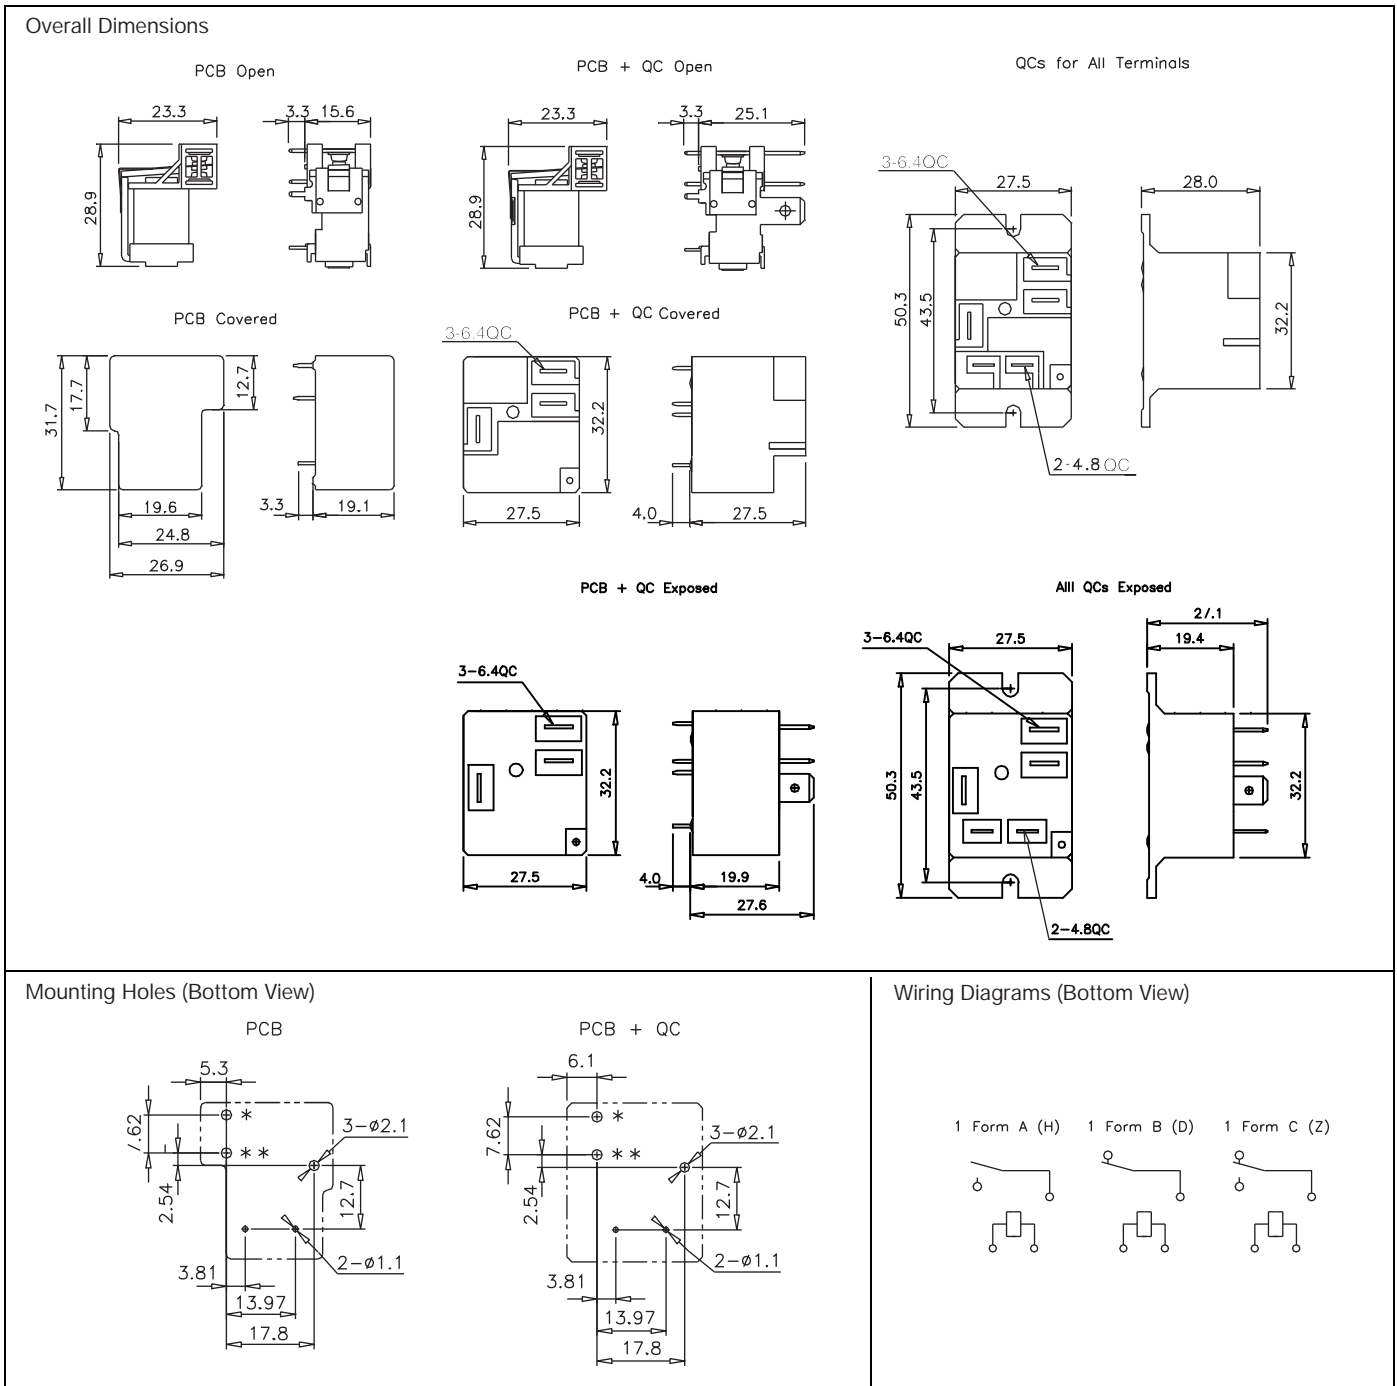 Overall Dimensions
PCB Open
23.3
3.3 15.6
28.9
PCB + QC Open
23.3
3.3
25.1
28.9
QCs for All Terminals
3-6.4QC
27.5
28.0
50.3
43.5
32.2
2-4.8QC
PCB Covered
31.7
17.7
12.7
19.6
24.8
26.9
3.3
19.1
PCB + QC Covered
3-6.4QC
32.2
27.5
4.0
27.5
PCB + QC Exposed
3-6.4QC
32.2
27.5
4.0
19.9
27.6
AIII QCs Exposed
3-6.4QC
27.5
27.1
19.4
50.3
43.5
32.2
2-4.8QC
Mounting Holes (Bottom View)
PCB
5.3
7.62
*
**
2.54
3-ø2.1
12.7
2-ø1.1
3.81
13.97
17.8
PCB + QC
6.1
7.62
*
**
2.54
3-ø2.1
12.7
2-ø1.1
3.81
13.97
17.8
Wiring Diagrams (Bottom View)
1 Form A (H) 1 Form B (D) 1 Form C (Z)